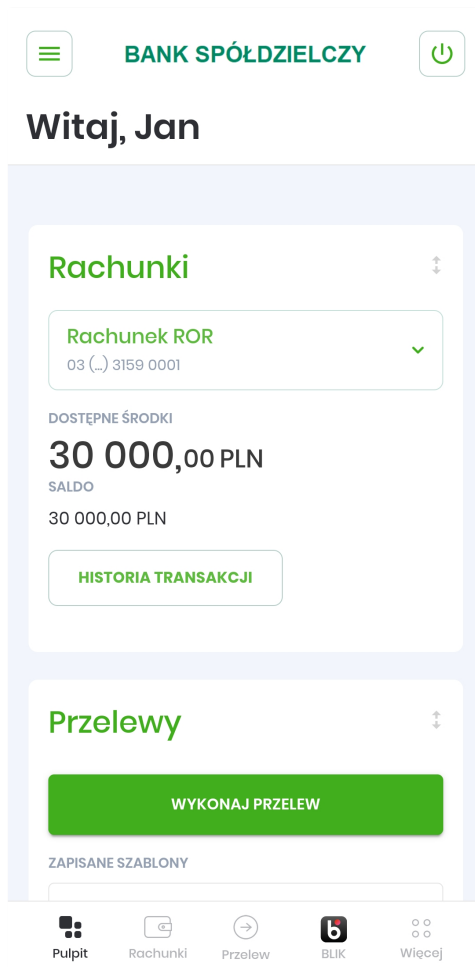 BANK SPÓŁDZIELCZY
Witaj, Jan
Rachunki
Rachunek ROR
03 (...) 3159 0001
DOSTĘPNE ŚRODKI
30 000,00 PLN
SALDO
30 000,00 PLN
HISTORIA TRANSAKCJI
Przelewy
WYKONAJ PRZELEW
ZAPISANE SZABLONY
Pulpit Rachunki Przelew BLIK Więcej